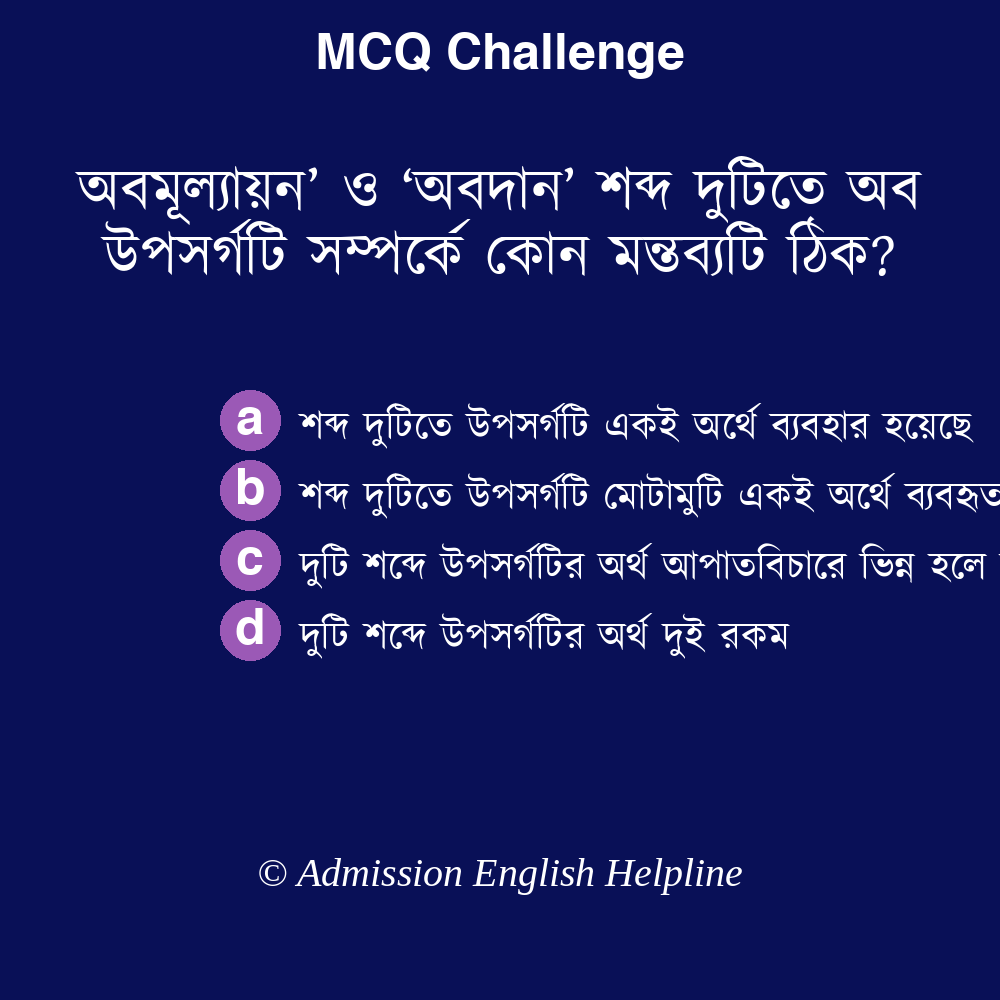 MCQ Challenge
অবমূল্যায়ন’ ও ‘অবদান’ শব্দ দুটিতে অব
উপসর্গটি সম্পর্কে কোন মন্তব্যটি ঠিক?
a শব্দ দুটিতে উপসর্গটি একই অর্থে ব্যবহার হয়েছে
b শব্দ দুটিতে উপসর্গটি মোটামুটি একই অর্থে ব্যবহৃত
c দুটি শব্দে উপসর্গটির অর্থ আপাতবিচারে ভিন্ন হলে
d দুটি শব্দে উপসর্গটির অর্থ দুই রকম
© Admission English Helpline